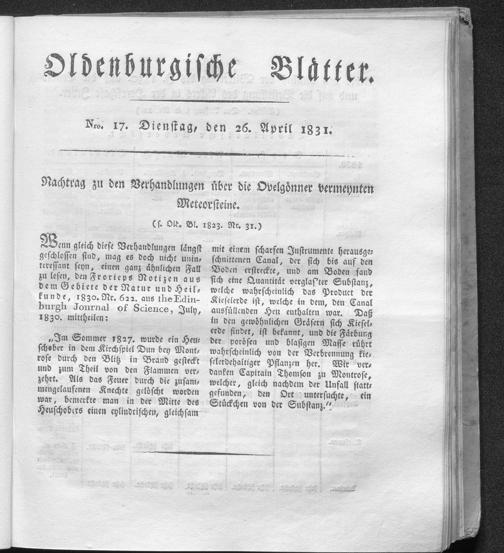 Oldenburgische Blätter.
Nro. 17. Dienstag, den 26. April 1831.
Nachtrag zu den Verhandlungen über die Ovelgönner vermeynten
Meteorsteine.
(s. Old. Bl. 1823. Nr. 31.)
Wenn gleich diese Verhandlungen längst
geschlossen sind, mag es doch nicht unin-
teressant seyn, einen ganz ähnlichen Fall
zu lesen, den Frorieps Notizen aus
dem Gebiete der Natur und Heil-
kunde, 1830. Nr. 622. aus the Edin-
burgh Journal of Science, July,
1830. mittheilen:
„Im Sommer 1827. wurde ein Heu-
schober in dem Kirchspiel Dun bey Mont-
rose durch den Blitz in Brand gesteckt
und zum Theil von den Flammen ver-
zehrt. Als das Feuer durch die zusam-
mengelaufenen Knechte gelöscht worden
war, bemerkte man in der Mitte des
Heuschobers einen cylindrischen, gleichsam
mit einem scharfen Instrumente herausge-
schnittenen Canal, der sich bis auf den
Boden erstreckte, und am Boden fand
sich eine Quantität verglas'ter Substanz,
welche wahrscheinlich das Product der
Kieselerde ist, welche in dem, den Canal
ausfüllenden Heu enthalten war. Daß
in den gewöhnlichen Gräsern sich Kiesel-
erde findet, ist bekannt, und die Färbung
der porösen und blasigen Masse rührt
wahrscheinlich von der Verbrennung kie-
selerdehaltiger Pflanzen her. Wir ver-
danken Capitain Thomson zu Montrose,
welcher, gleich nachdem der Unfall statt-
gefunden, den Ort untersuchte, ein
Stückchen von der Substanz.“